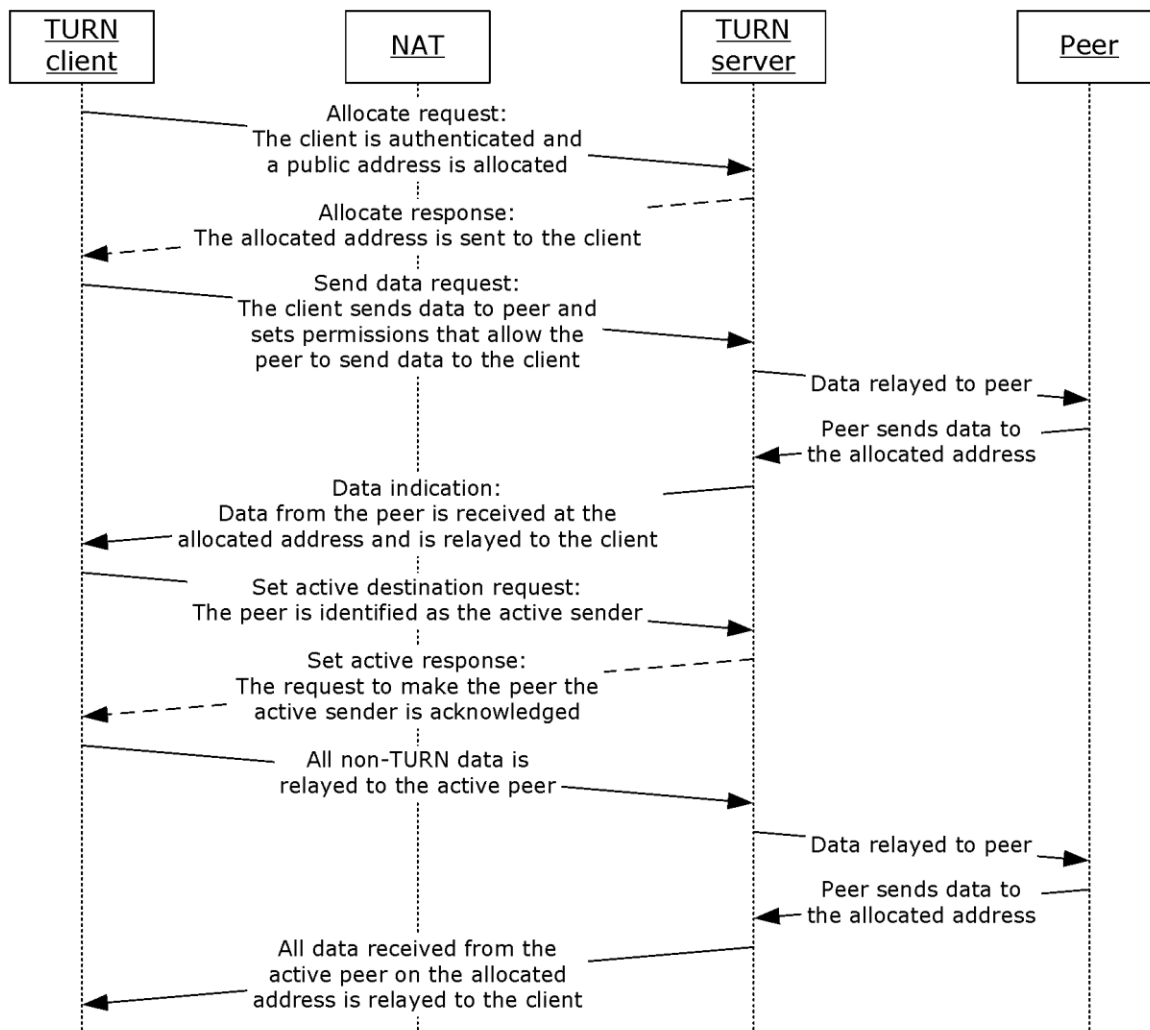 TURN
client
NAT
TURN
server
Peer
Allocate request:
The client is authenticated and
a public address is allocated
Allocate response:
The allocated address is sent to the client
Send data request:
The client sends data to peer and
sets permissions that allow the
peer to send data to the client
Data relayed to peer
Peer sends data to
the allocated address
Data indication:
Data from the peer is received at the
allocated address and is relayed to the client
Set active destination request:
The peer is identified as the active sender
Set active response:
The request to make the peer the
active sender is acknowledged
All non-TURN data is
relayed to the active peer
Data relayed to peer
Peer sends data to
the allocated address
All data received from the
active peer on the allocated
address is relayed to the client